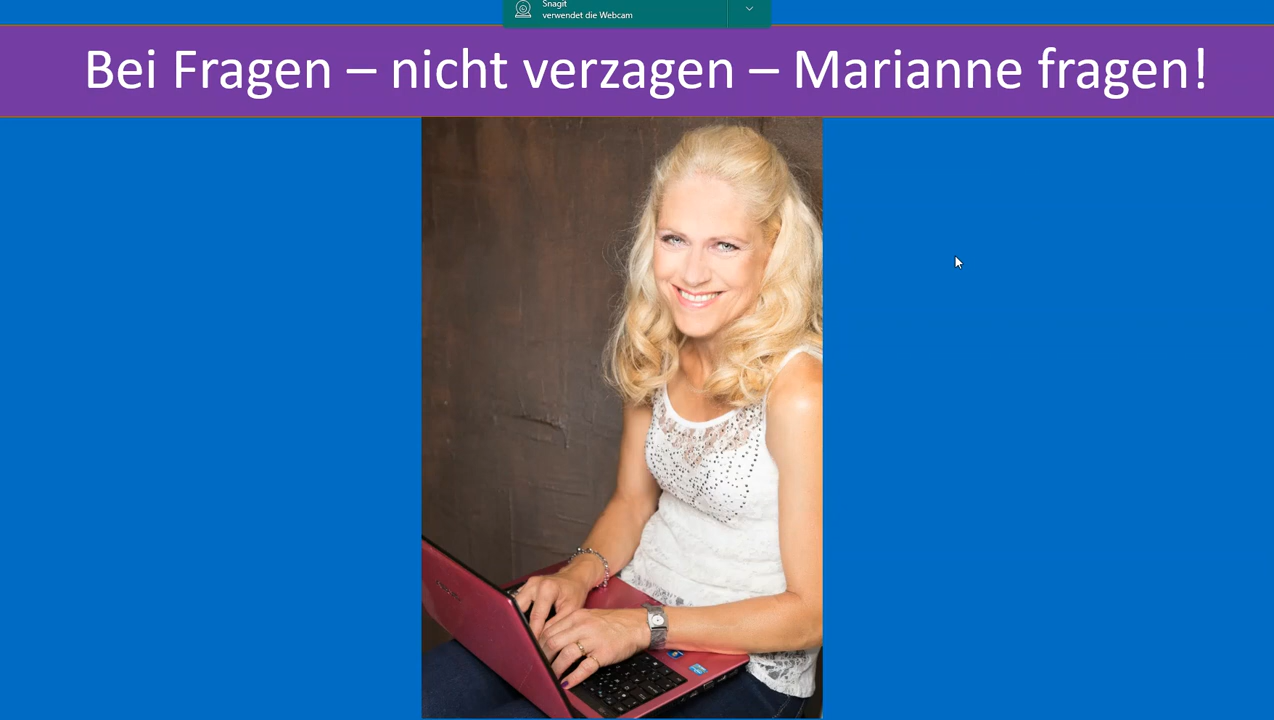 Snagit
verwendet die Webcam
Bei Fragen – nicht verzagen – Marianne fragen!